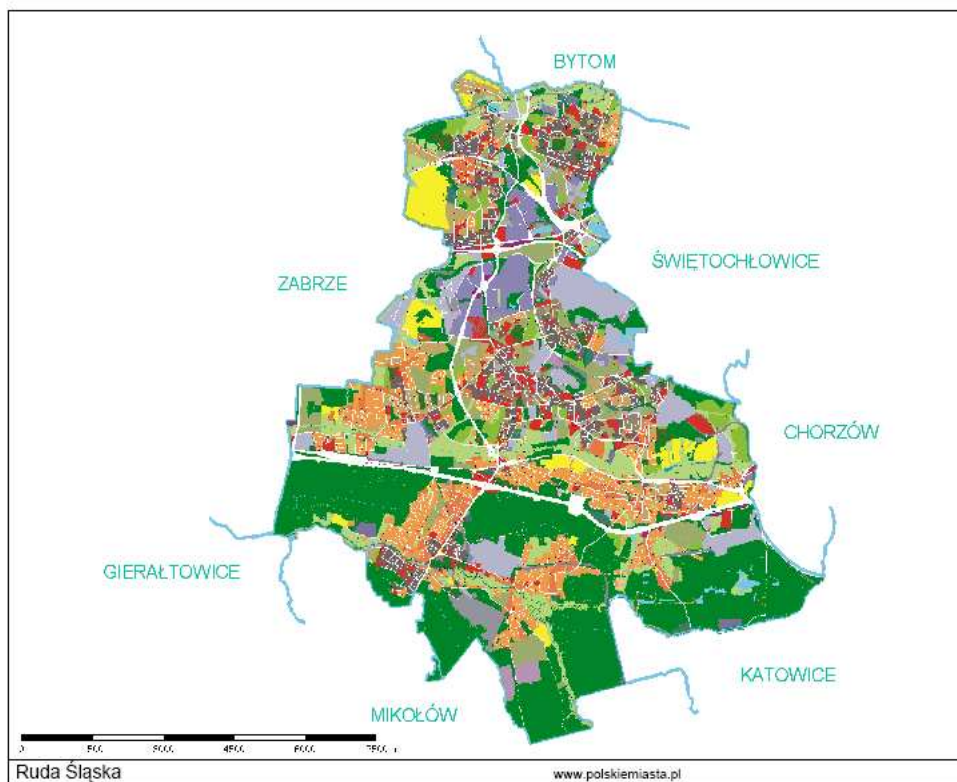 BYTOM
ŚWIĘTOCHŁOWICE
ZABRZE
CHORZÓW
GIERAŁTOWICE
KATOWICE
MIKOŁÓW
Ruda Śląska
www.polskiemiasta.pl